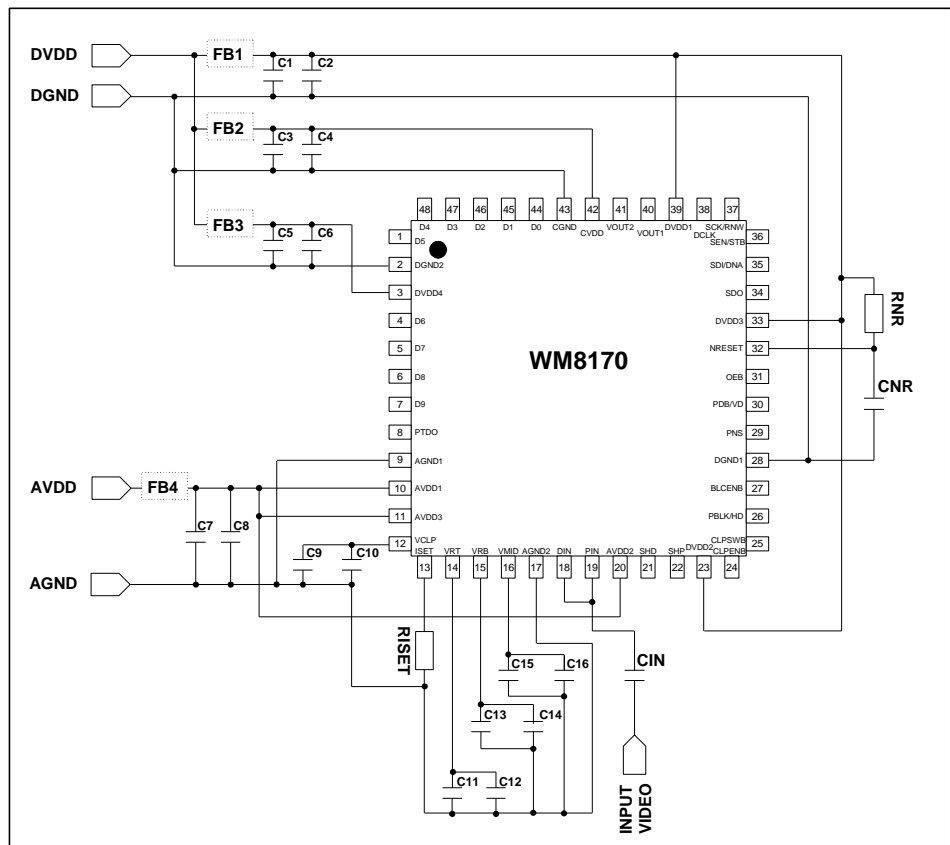 DVDD
FB1
C1
C2
DGND
FB2
C3
C4
FB3
C5
C6
48
47
46
45
44
43
42
41
40
39
38
37
D4
D3
D2
D1
D0
CGND
CVDD
VOUT2
VOUT1
DVDD1
DCLK
SCK/RNW
1
D5
2
DGND2
3
DVDD4
4
D6
5
D7
6
D8
7
D9
8
PTDO
9
AGND1
10
AVDD1
11
AVDD3
12
VCLP
WM8170
SEN/STB
36
SDI/DNA
35
SDO
34
DVDD3
33
NRESET
32
OEB
31
PDB/VD
30
PNS
29
DGND1
28
BLCENB
27
PBLK/HD
26
CLPSWB
25
RNR
CNR
AVDD
FB4
C7
C8
C9
C10
AGND
ISET
VRT
VRB
VMID
AGND2
DIN
PIN
AVDD2
SHD
SHP
DVDD2
CLPENB
13
14
15
16
17
18
19
20
21
22
23
24
RISET
C15
C16
C13
C14
C11
C12
CIN
INPUT
VIDEO